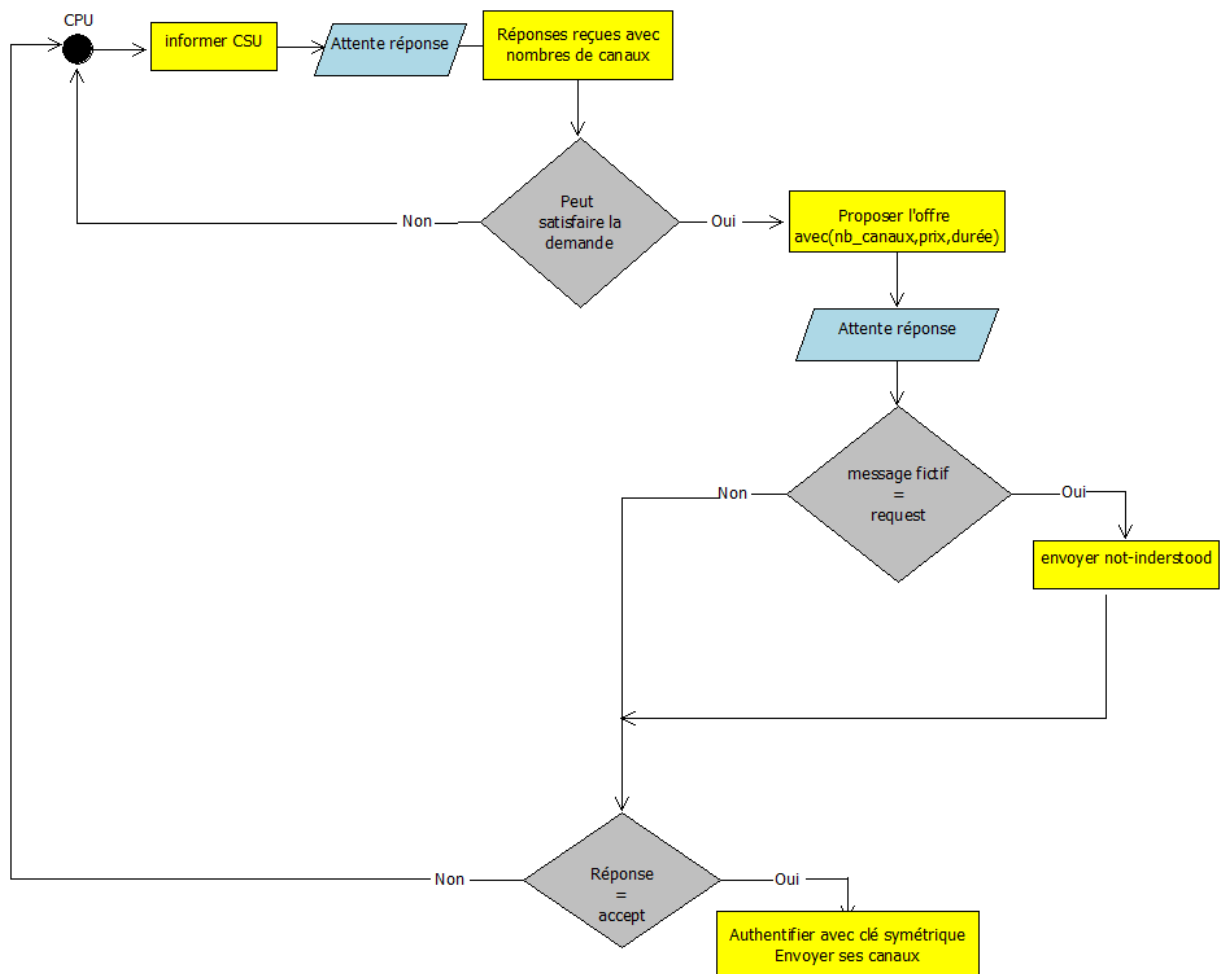 CPU
informer CSU
Attente réponse
Réponses reçues avec
nombres de canaux
Peut
satisfaire la
demande
Non
Oui
Proposer l'offre
avec(nb_canaux,prix,durée)
Attente réponse
message fictif
=
request
Non
Oui
envoyer not-inderstood
Réponse
=
accept
Non
Oui
Authentifier avec clé symétrique
Envoyer ses canaux